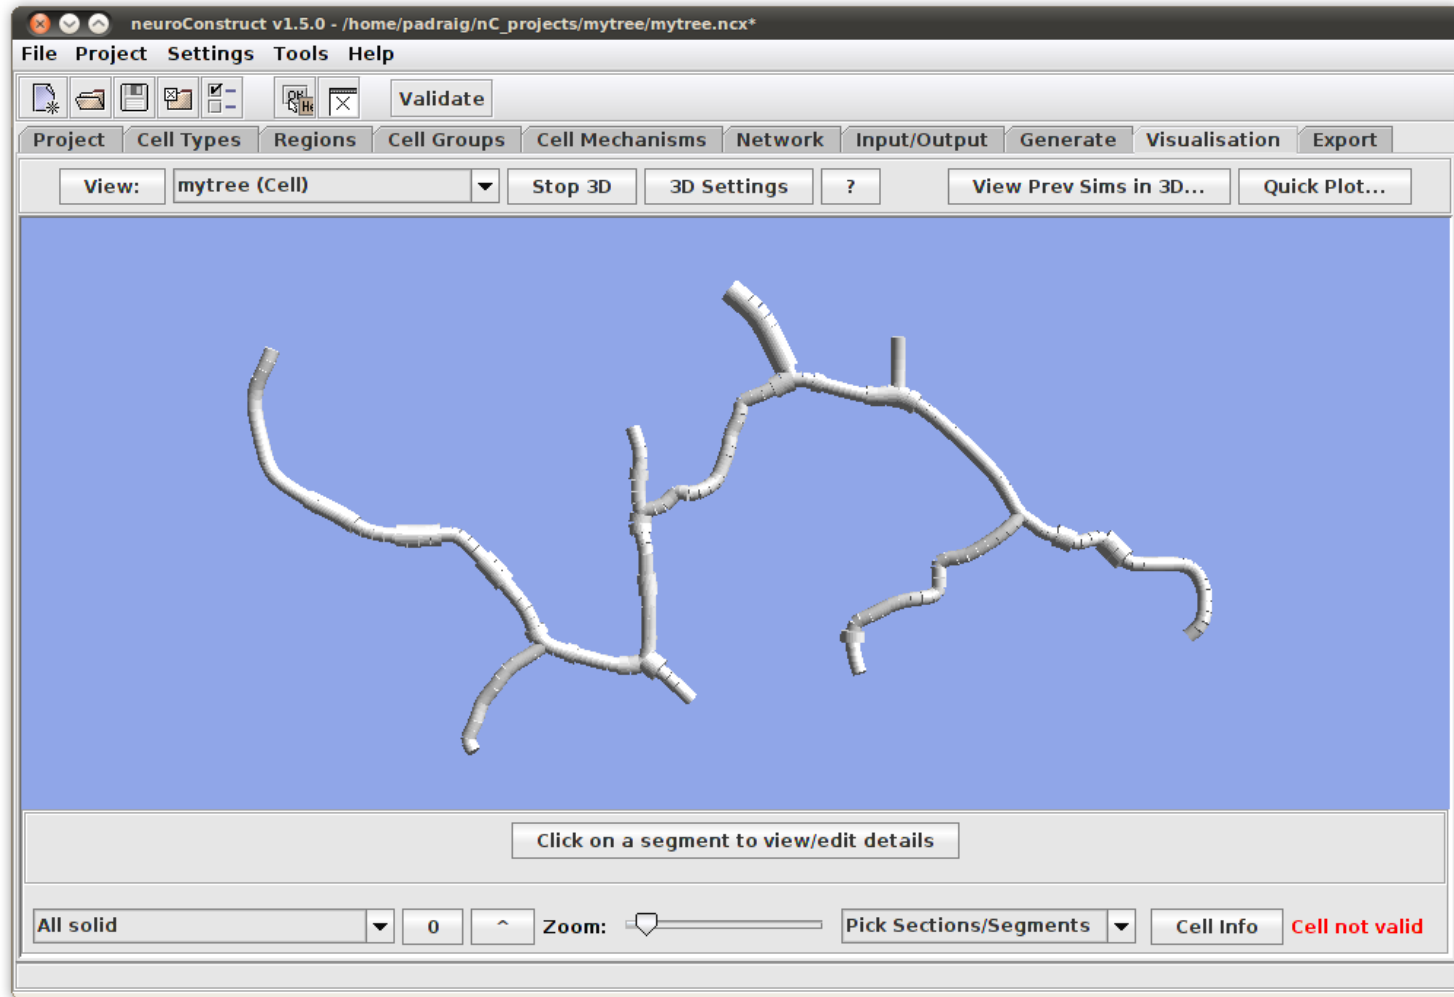 neuroConstruct v1.5.0 - /home/padraig/nC_projects/mytree/mytree.ncx*
File Project Settings Tools Help
Validate
Project Cell Types Regions Cell Groups Cell Mechanisms Network Input/Output Generate Visualisation Export
View: mytree (Cell) Stop 3D 3D Settings ? View Prev Sims in 3D... Quick Plot...
Click on a segment to view/edit details
All solid 0 ^ Zoom: Pick Sections/Segments Cell Info Cell not valid